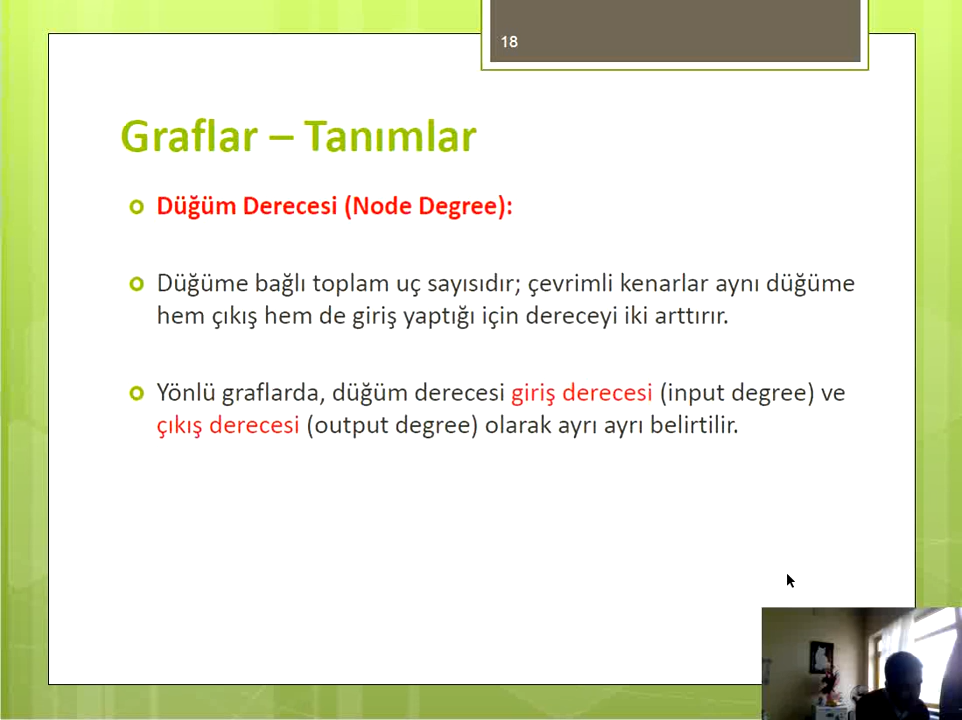 18
Graflar – Tanımlar
Düğüm Derecesi (Node Degree):
Düğüme bağlı toplam uç sayısıdır; çevrimli kenarlar aynı düğüme
hem çıkış hem de giriş yaptığı için dereceyi iki arttırır.
Yönlü graflarda, düğüm derecesi giriş derecesi (input degree) ve
çıkış derecesi (output degree) olarak ayrı ayrı belirtilir.